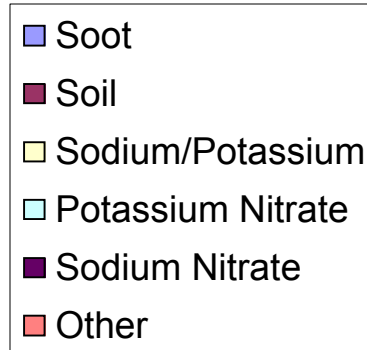 Soot
Soil
Sodium/Potassium
Potassium Nitrate
Sodium Nitrate
Other